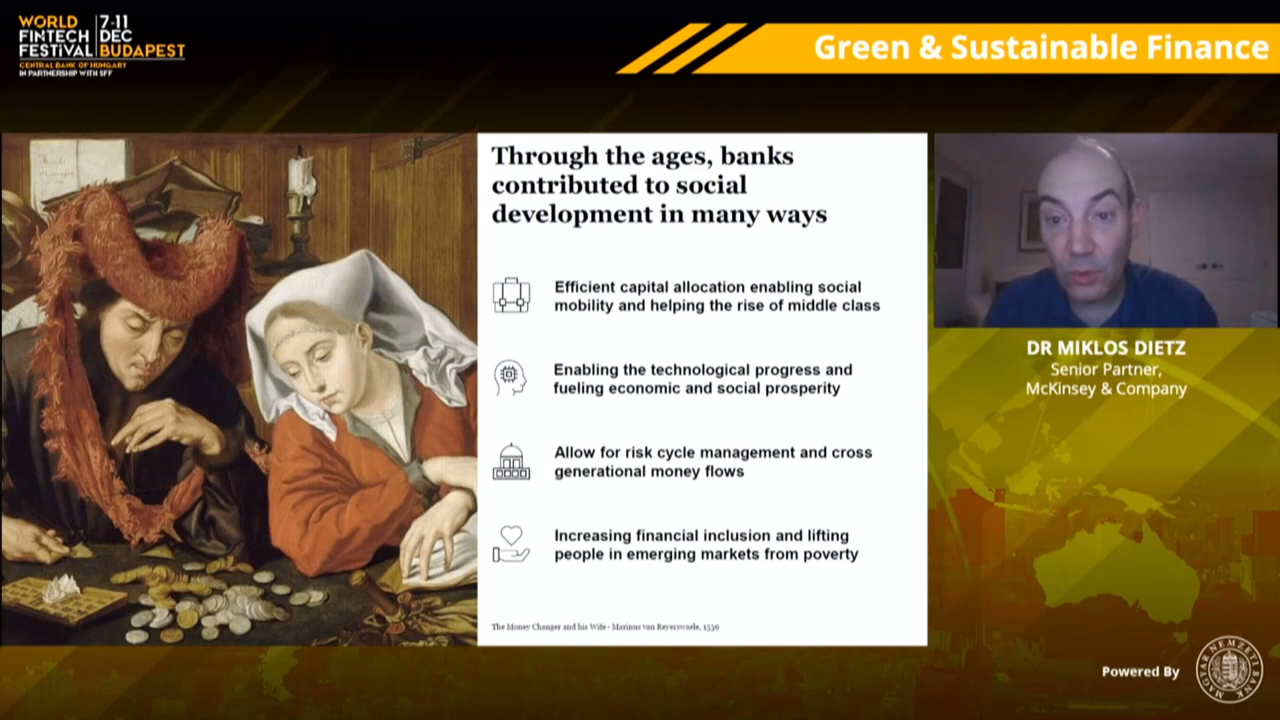 WORLD
FINTECH
FESTIVAL
7-11
DEC
BUDAPEST
CENTRAL BANK OF HUNGARY
IN PARTNERSHIP WITH SFF
Green & Sustainable Finance
Through the ages, banks
contributed to social
development in many ways
Efficient capital allocation enabling social
mobility and helping the rise of middle class
Enabling the technological progress and
fueling economic and social prosperity
Allow for risk cycle management and cross
generational money flows
Increasing financial inclusion and lifting
people in emerging markets from poverty
The Money Changer and his Wife - Marinus van Reyerswaele, 1539
DR MIKLOS DIETZ
Senior Partner,
McKinsey & Company
Powered By
MAGYAR NEMZETI BANK